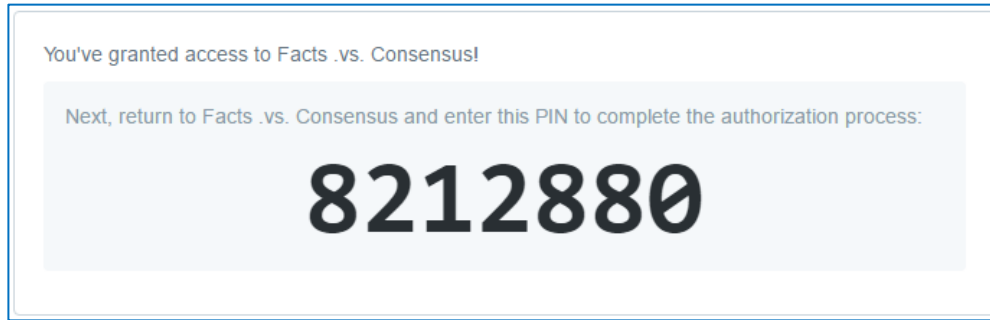 You've granted access to Facts .vs. Consensus!
Next, return to Facts .vs. Consensus and enter this PIN to complete the authorization process:
8212880